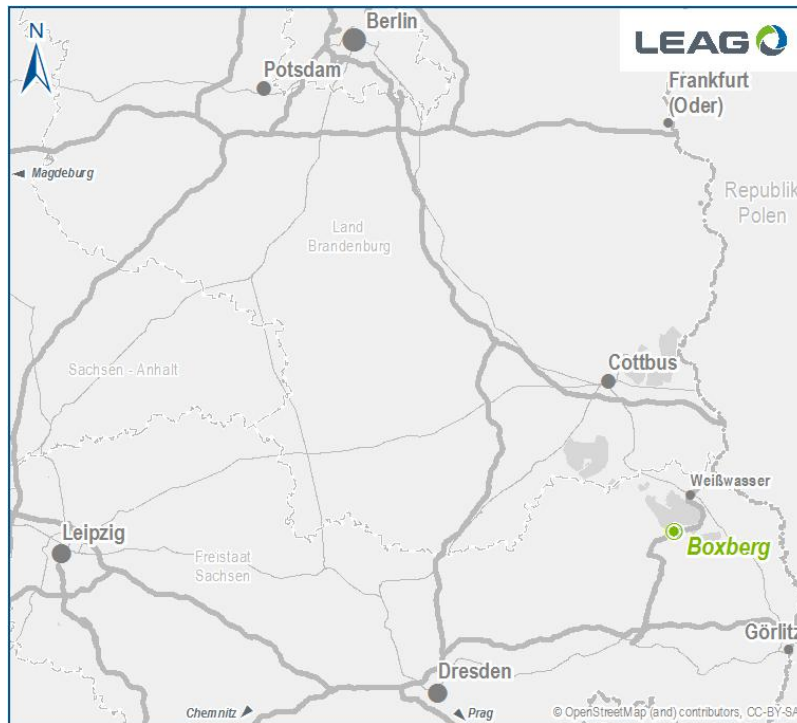 N
Berlin
LEAG
Potsdam
Frankfurt
(Oder)
Magdeburg
Republik
Polen
Land
Brandenburg
Sachsen - Anhalt
Cottbus
Weißwasser
Leipzig
Boxberg
Freistaat
Sachsen
Görlitz
Dresden
Chemnitz
Prag
© OpenStreetMap (and) contributors, CC-BY-SA